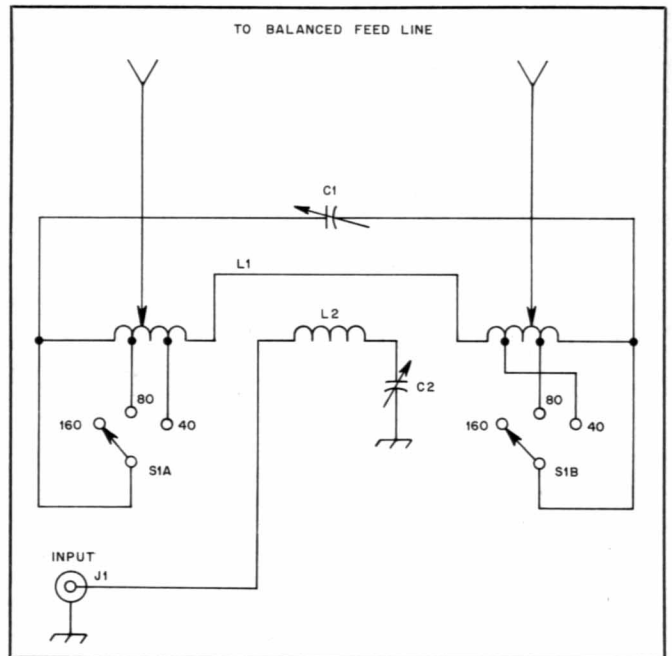 TO BALANCED FEED LINE
C1
L1
L2
C2
80
160
40
S1A
80
160
40
S1B
INPUT
J1